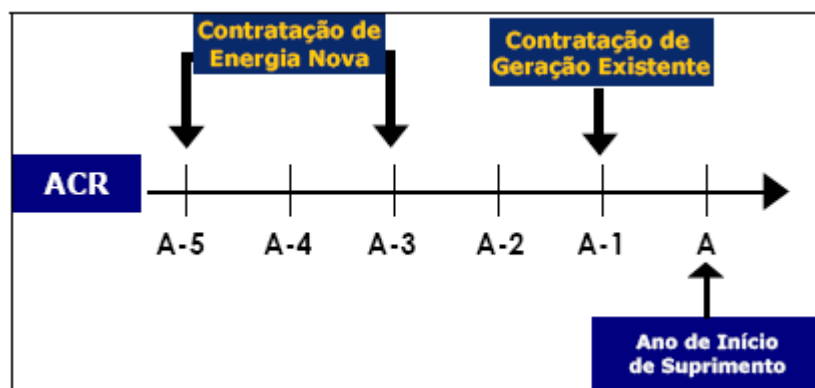 Contratação de
Energia Nova
Contratação de
Geração Existente
ACR
A-5 A-4 A-3 A-2 A-1 A
Ano de Início
de Suprimento